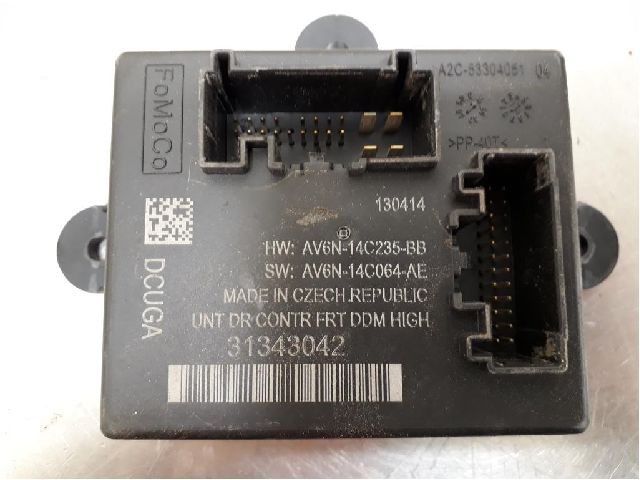 FoMoCo
A2C-53304051 04
>PP-40T<
130414
HW: AV6N-14C235-BB
SW: AV6N-14C064-AE
MADE IN CZECH REPUBLIC
UNT DR CONTR FRT DDM HIGH
31343042
DCUGA